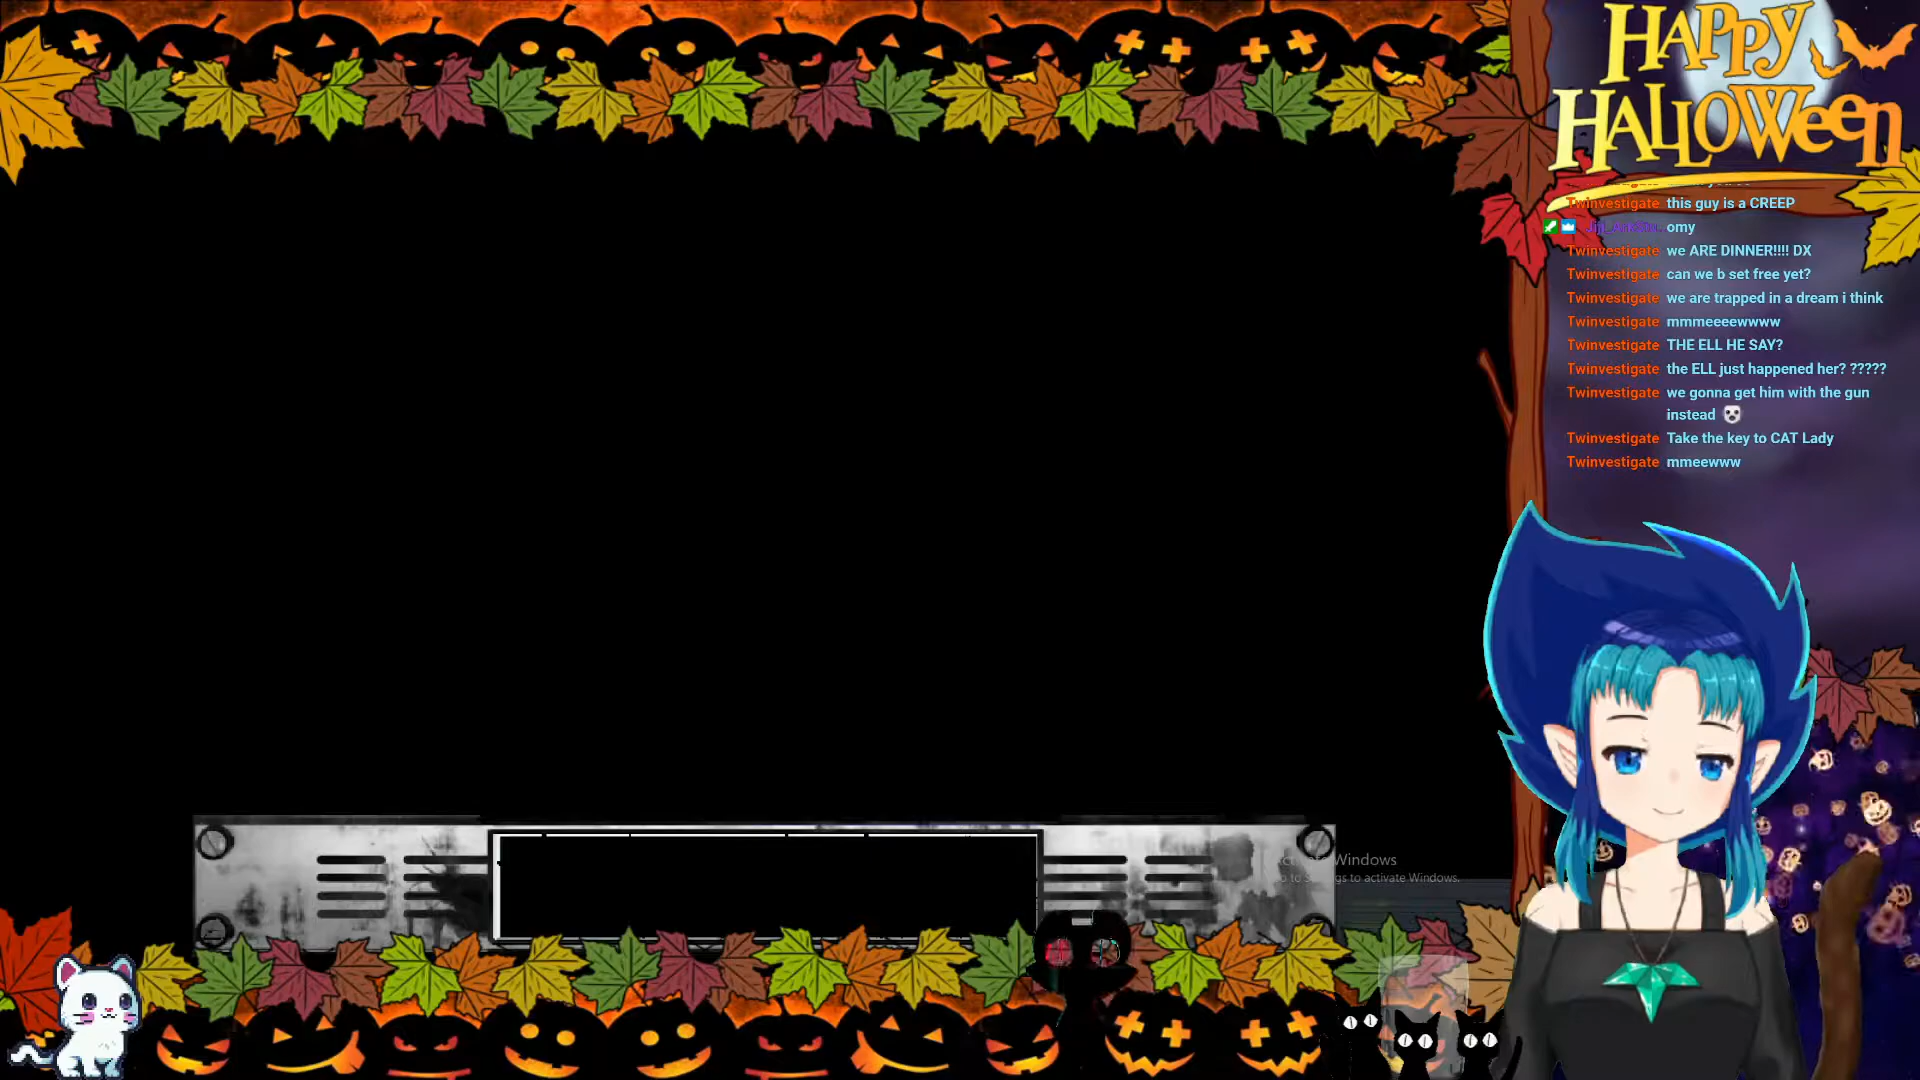 HAPPY
HALLOWeen
Twinvestigate this guy is a CREEP
omy
Twinvestigate we ARE DINNER!!!! DX
Twinvestigate can we b set free yet?
Twinvestigate we are trapped in a dream i think
Twinvestigate mmmeeeewwww
Twinvestigate THE ELL HE SAY?
Twinvestigate the ELL just happened her? ?????
Twinvestigate we gonna get him with the gun
instead
Twinvestigate Take the key to CAT Lady
Twinvestigate mmeewww
Windows
to activate Windows.